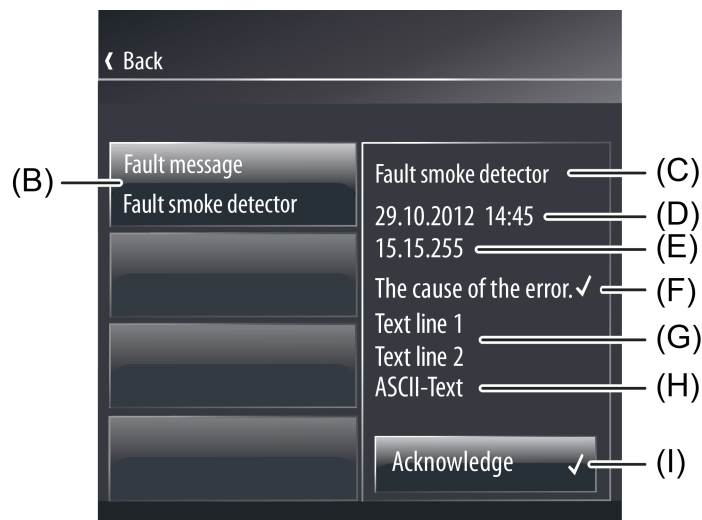 ❰ Back
Fault message
Fault smoke detector
(B)
Fault smoke detector
(C)
29.10.2012 14:45
(D)
15.15.255
(E)
The cause of the error.✓
(F)
Text line 1
Text line 2
(G)
ASCII-Text
(H)
Acknowledge ✓
(I)